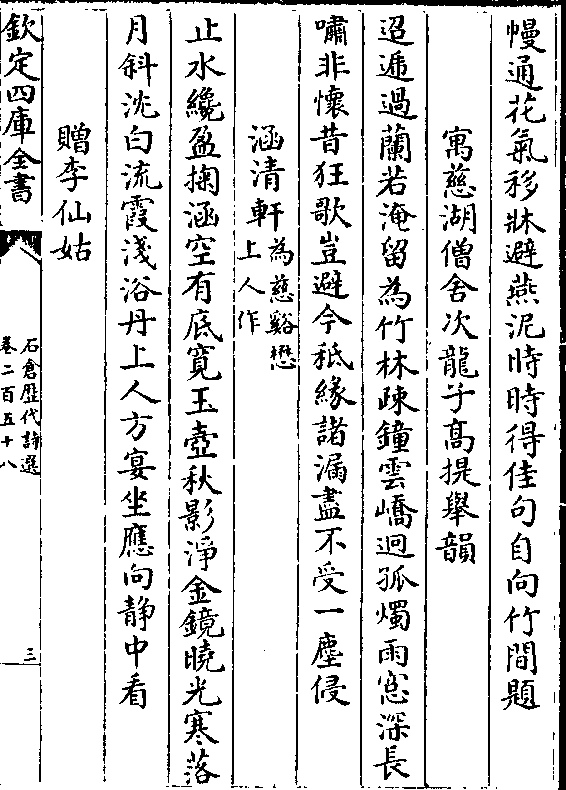 幔通花氣移牀避燕泥時時得佳句自向竹間題
寓慈湖僧舍次龍子髙提舉韻
迢遞過蘭若淹留為竹林疎鐘雲嶠迥孤燭雨窓深長
嘯非懷昔狂歌豈避今秪緣諸漏盡不受一塵侵
涵清軒為慈谿懋上人作
止水纔盈掬涵空有底寛玉壺秋影淨金鏡曉光寒落
月斜沈白流霞淺浴丹上人方宴坐應向静中看
贈李仙姑
欽定四庫全書
石倉歴代詩選
卷二百五十八
三